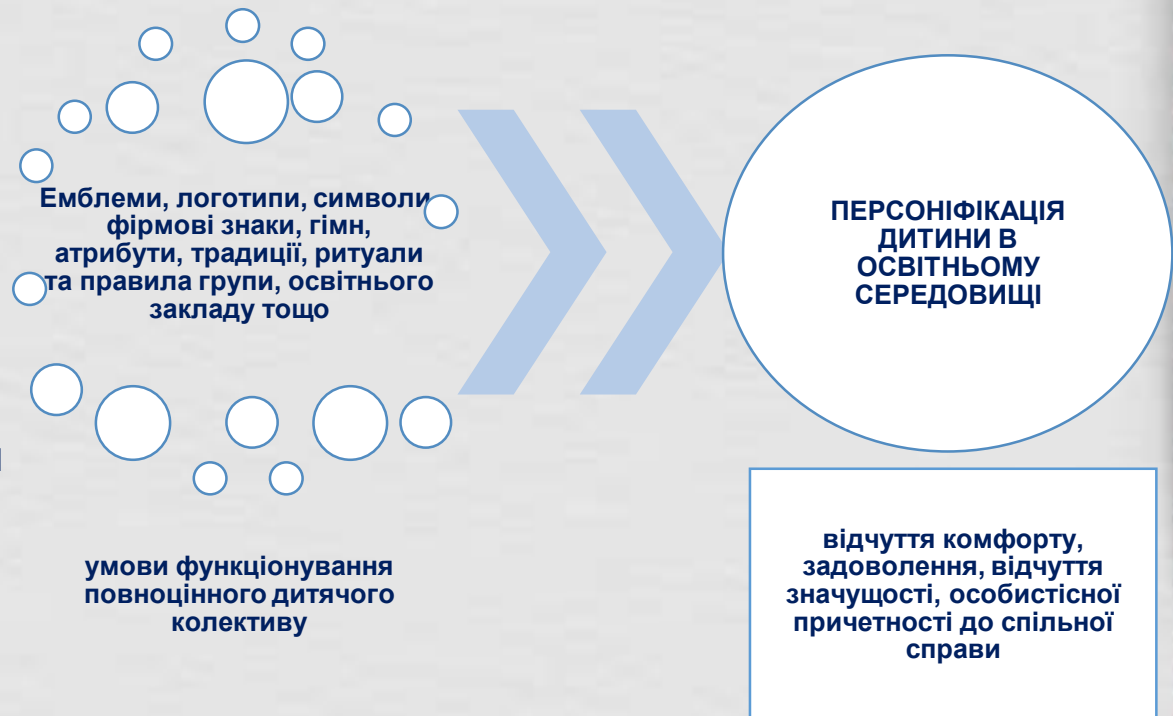 Емблеми, логотипи, символи,
фірмові знаки, гімн,
атрибути, традиції, ритуали
та правила групи, освітнього
закладу тощо
умови функціонування
повноцінного дитячого
колективу
ПЕРСОНІФІКАЦІЯ
ДИТИНИ В
ОСВІТНЬОМУ
СЕРЕДОВИЩІ
відчуття комфорту,
задоволення, відчуття
значущості, особистісної
причетності до спільної
справи